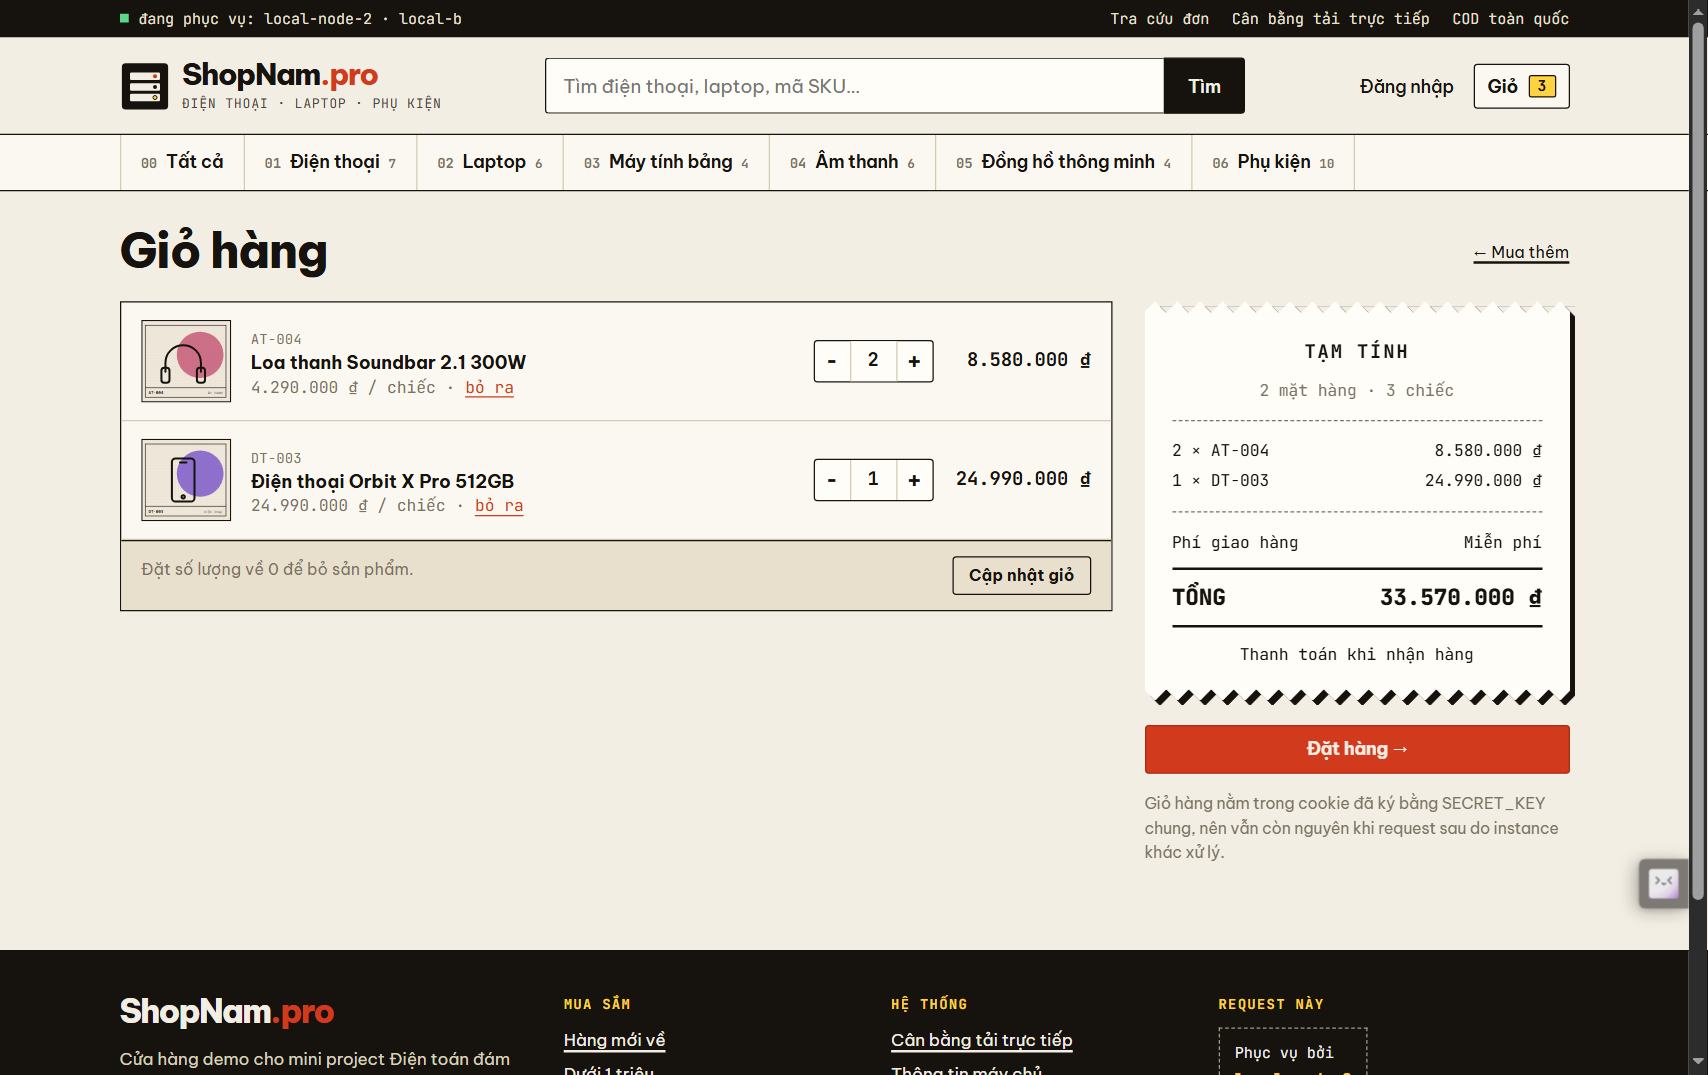 đang phục vụ: local-node-2 · local-b
Tra cứu đơn
Cân bằng tải trực tiếp
COD toàn quốc
ShopNam.pro
ĐIỆN THOẠI · LAPTOP · PHỤ KIỆN
Tìm điện thoại, laptop, mã SKU...
Tìm
Đăng nhập
Giỏ 3
00 Tất cả
01 Điện thoại 7
02 Laptop 6
03 Máy tính bảng 4
04 Âm thanh 6
05 Đồng hồ thông minh 4
06 Phụ kiện 10
Giỏ hàng
← Mua thêm
AT-004
Loa thanh Soundbar 2.1 300W
4.290.000 ₫ / chiếc · bỏ ra
- 2 +
8.580.000 ₫
DT-003
Điện thoại Orbit X Pro 512GB
24.990.000 ₫ / chiếc · bỏ ra
- 1 +
24.990.000 ₫
Đặt số lượng về 0 để bỏ sản phẩm.
Cập nhật giỏ
TẠM TÍNH
2 mặt hàng · 3 chiếc
2 × AT-004 8.580.000 ₫
1 × DT-003 24.990.000 ₫
Phí giao hàng Miễn phí
TỔNG 33.570.000 ₫
Thanh toán khi nhận hàng
Đặt hàng →
Giỏ hàng nằm trong cookie đã ký bằng SECRET_KEY
chung, nên vẫn còn nguyên khi request sau do instance
khác xử lý.
ShopNam.pro
Cửa hàng demo cho mini project Điện toán đám
MUA SẮM
Hàng mới về
Dưới 1 triệu
HỆ THỐNG
Cân bằng tải trực tiếp
Thông tin máy chủ
REQUEST NÀY
Phục vụ bởi